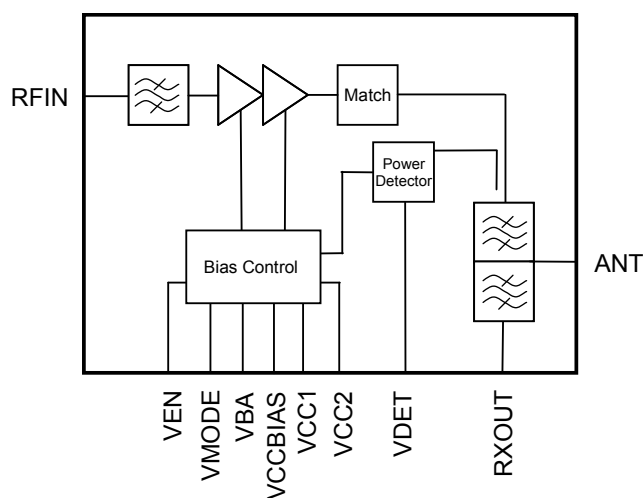 RFIN
Match
Power
Detector
Bias Control
ANT
VEN
VMODE
VBA
VCCBIAS
VCC1
VCC2
VDET
RXOUT